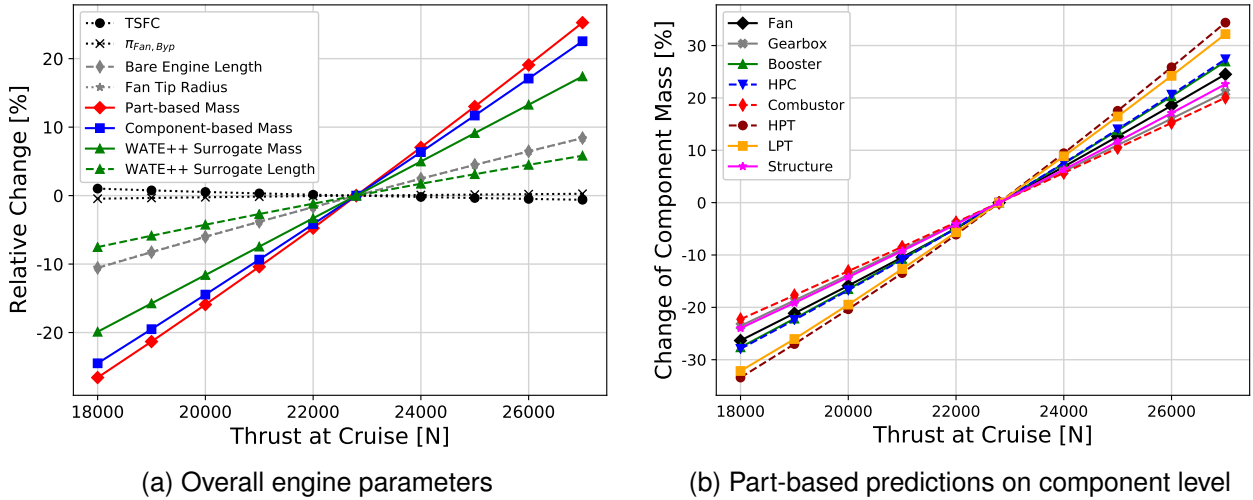 TSFC
π_{Fan, Byp}
Bare Engine Length
Fan Tip Radius
Part-based Mass
Component-based Mass
WATE++ Surrogate Mass
WATE++ Surrogate Length
20
10
0
-10
-20
Relative Change [%]
18000 20000 22000 24000 26000
Thrust at Cruise [N]
(a) Overall engine parameters
Fan
Gearbox
Booster
HPC
Combustor
HPT
LPT
Structure
30
20
10
0
-10
-20
-30
Change of Component Mass [%]
18000 20000 22000 24000 26000
Thrust at Cruise [N]
(b) Part-based predictions on component level